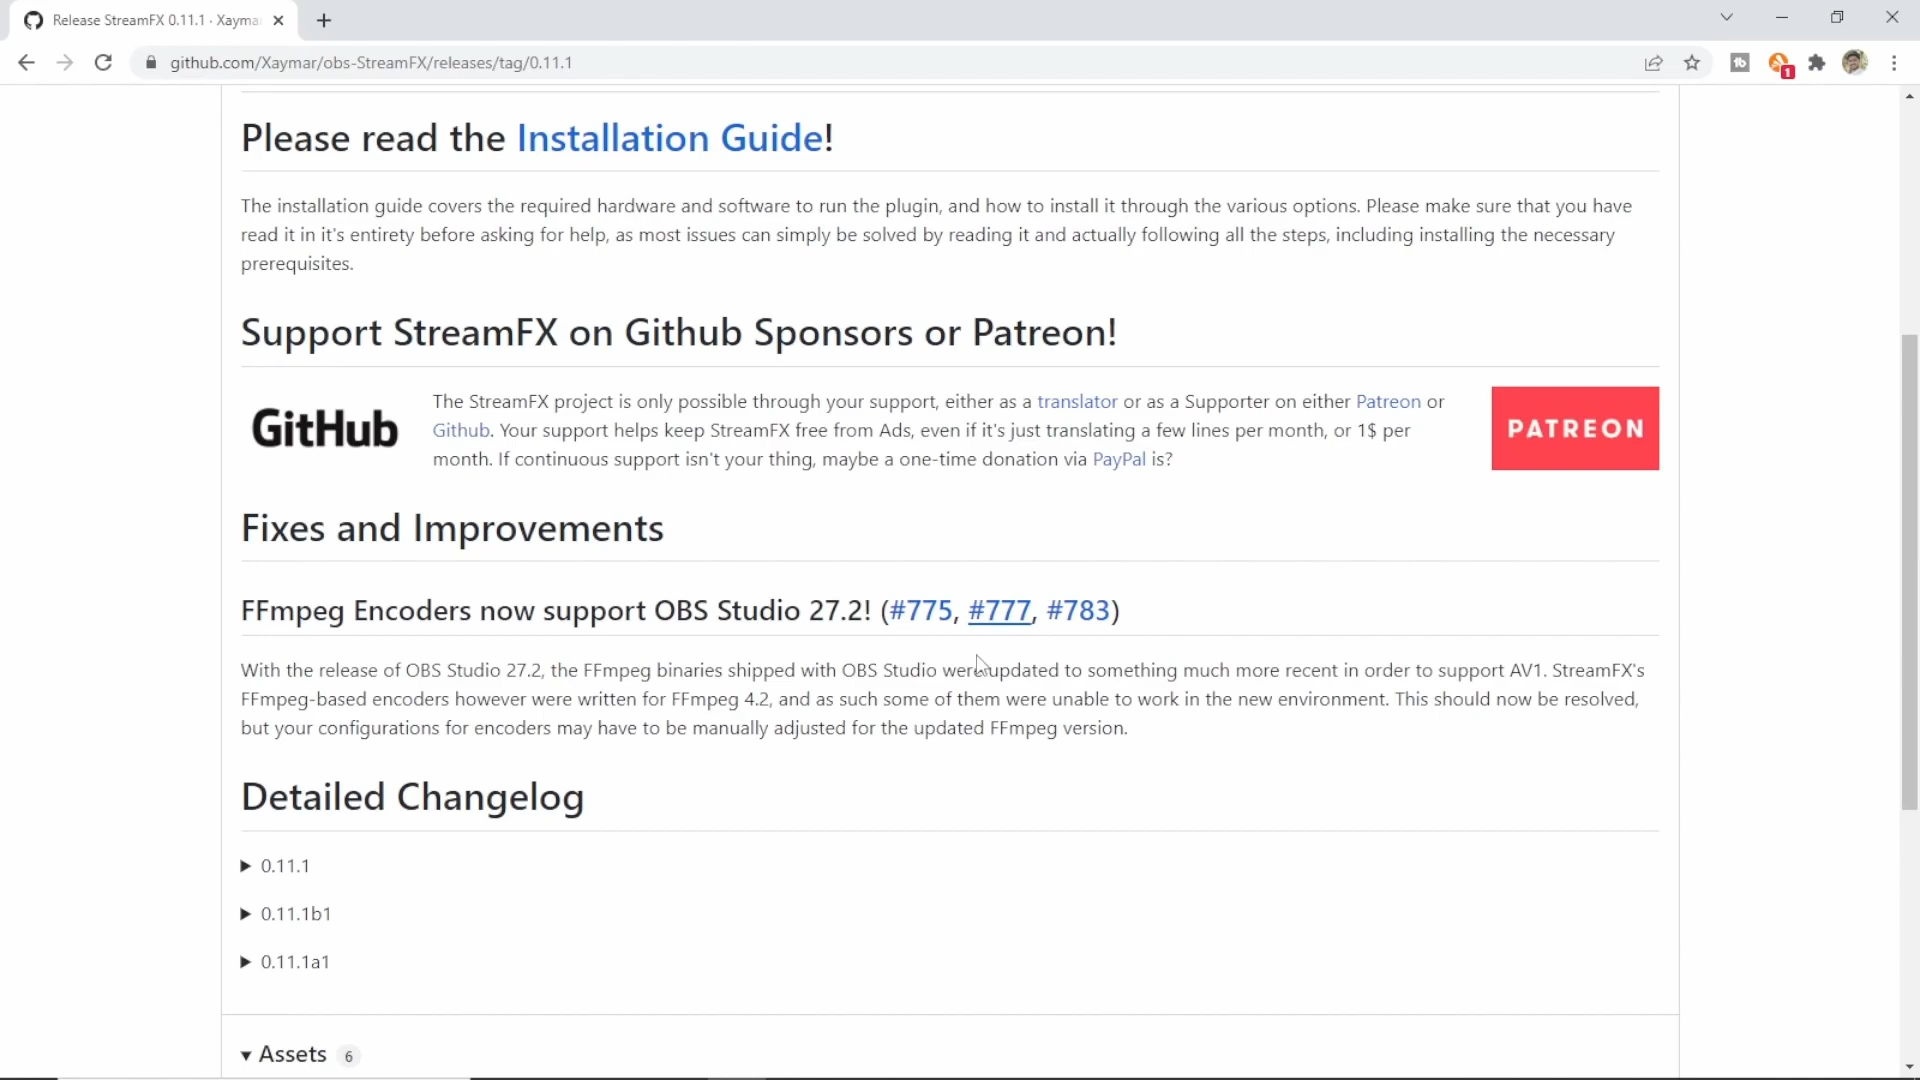 Release StreamFX 0.11.1 · Xayma
github.com/Xaymar/obs-StreamFX/releases/tag/0.11.1
1
Please read the Installation Guide!
The installation guide covers the required hardware and software to run the plugin, and how to install it through the various options. Please make sure that you have
read it in it's entirety before asking for help, as most issues can simply be solved by reading it and actually following all the steps, including installing the necessary
prerequisites.
Support StreamFX on Github Sponsors or Patreon!
GitHub
The StreamFX project is only possible through your support, either as a translator or as a Supporter on either Patreon or
Github. Your support helps keep StreamFX free from Ads, even if it's just translating a few lines per month, or 1$ per
month. If continuous support isn't your thing, maybe a one-time donation via PayPal is?
PATREON
Fixes and Improvements
FFmpeg Encoders now support OBS Studio 27.2! (#775, #777, #783)
With the release of OBS Studio 27.2, the FFmpeg binaries shipped with OBS Studio were updated to something much more recent in order to support AV1. StreamFX's
FFmpeg-based encoders however were written for FFmpeg 4.2, and as such some of them were unable to work in the new environment. This should now be resolved,
but your configurations for encoders may have to be manually adjusted for the updated FFmpeg version.
Detailed Changelog
0.11.1
0.11.1b1
0.11.1a1
Assets 6